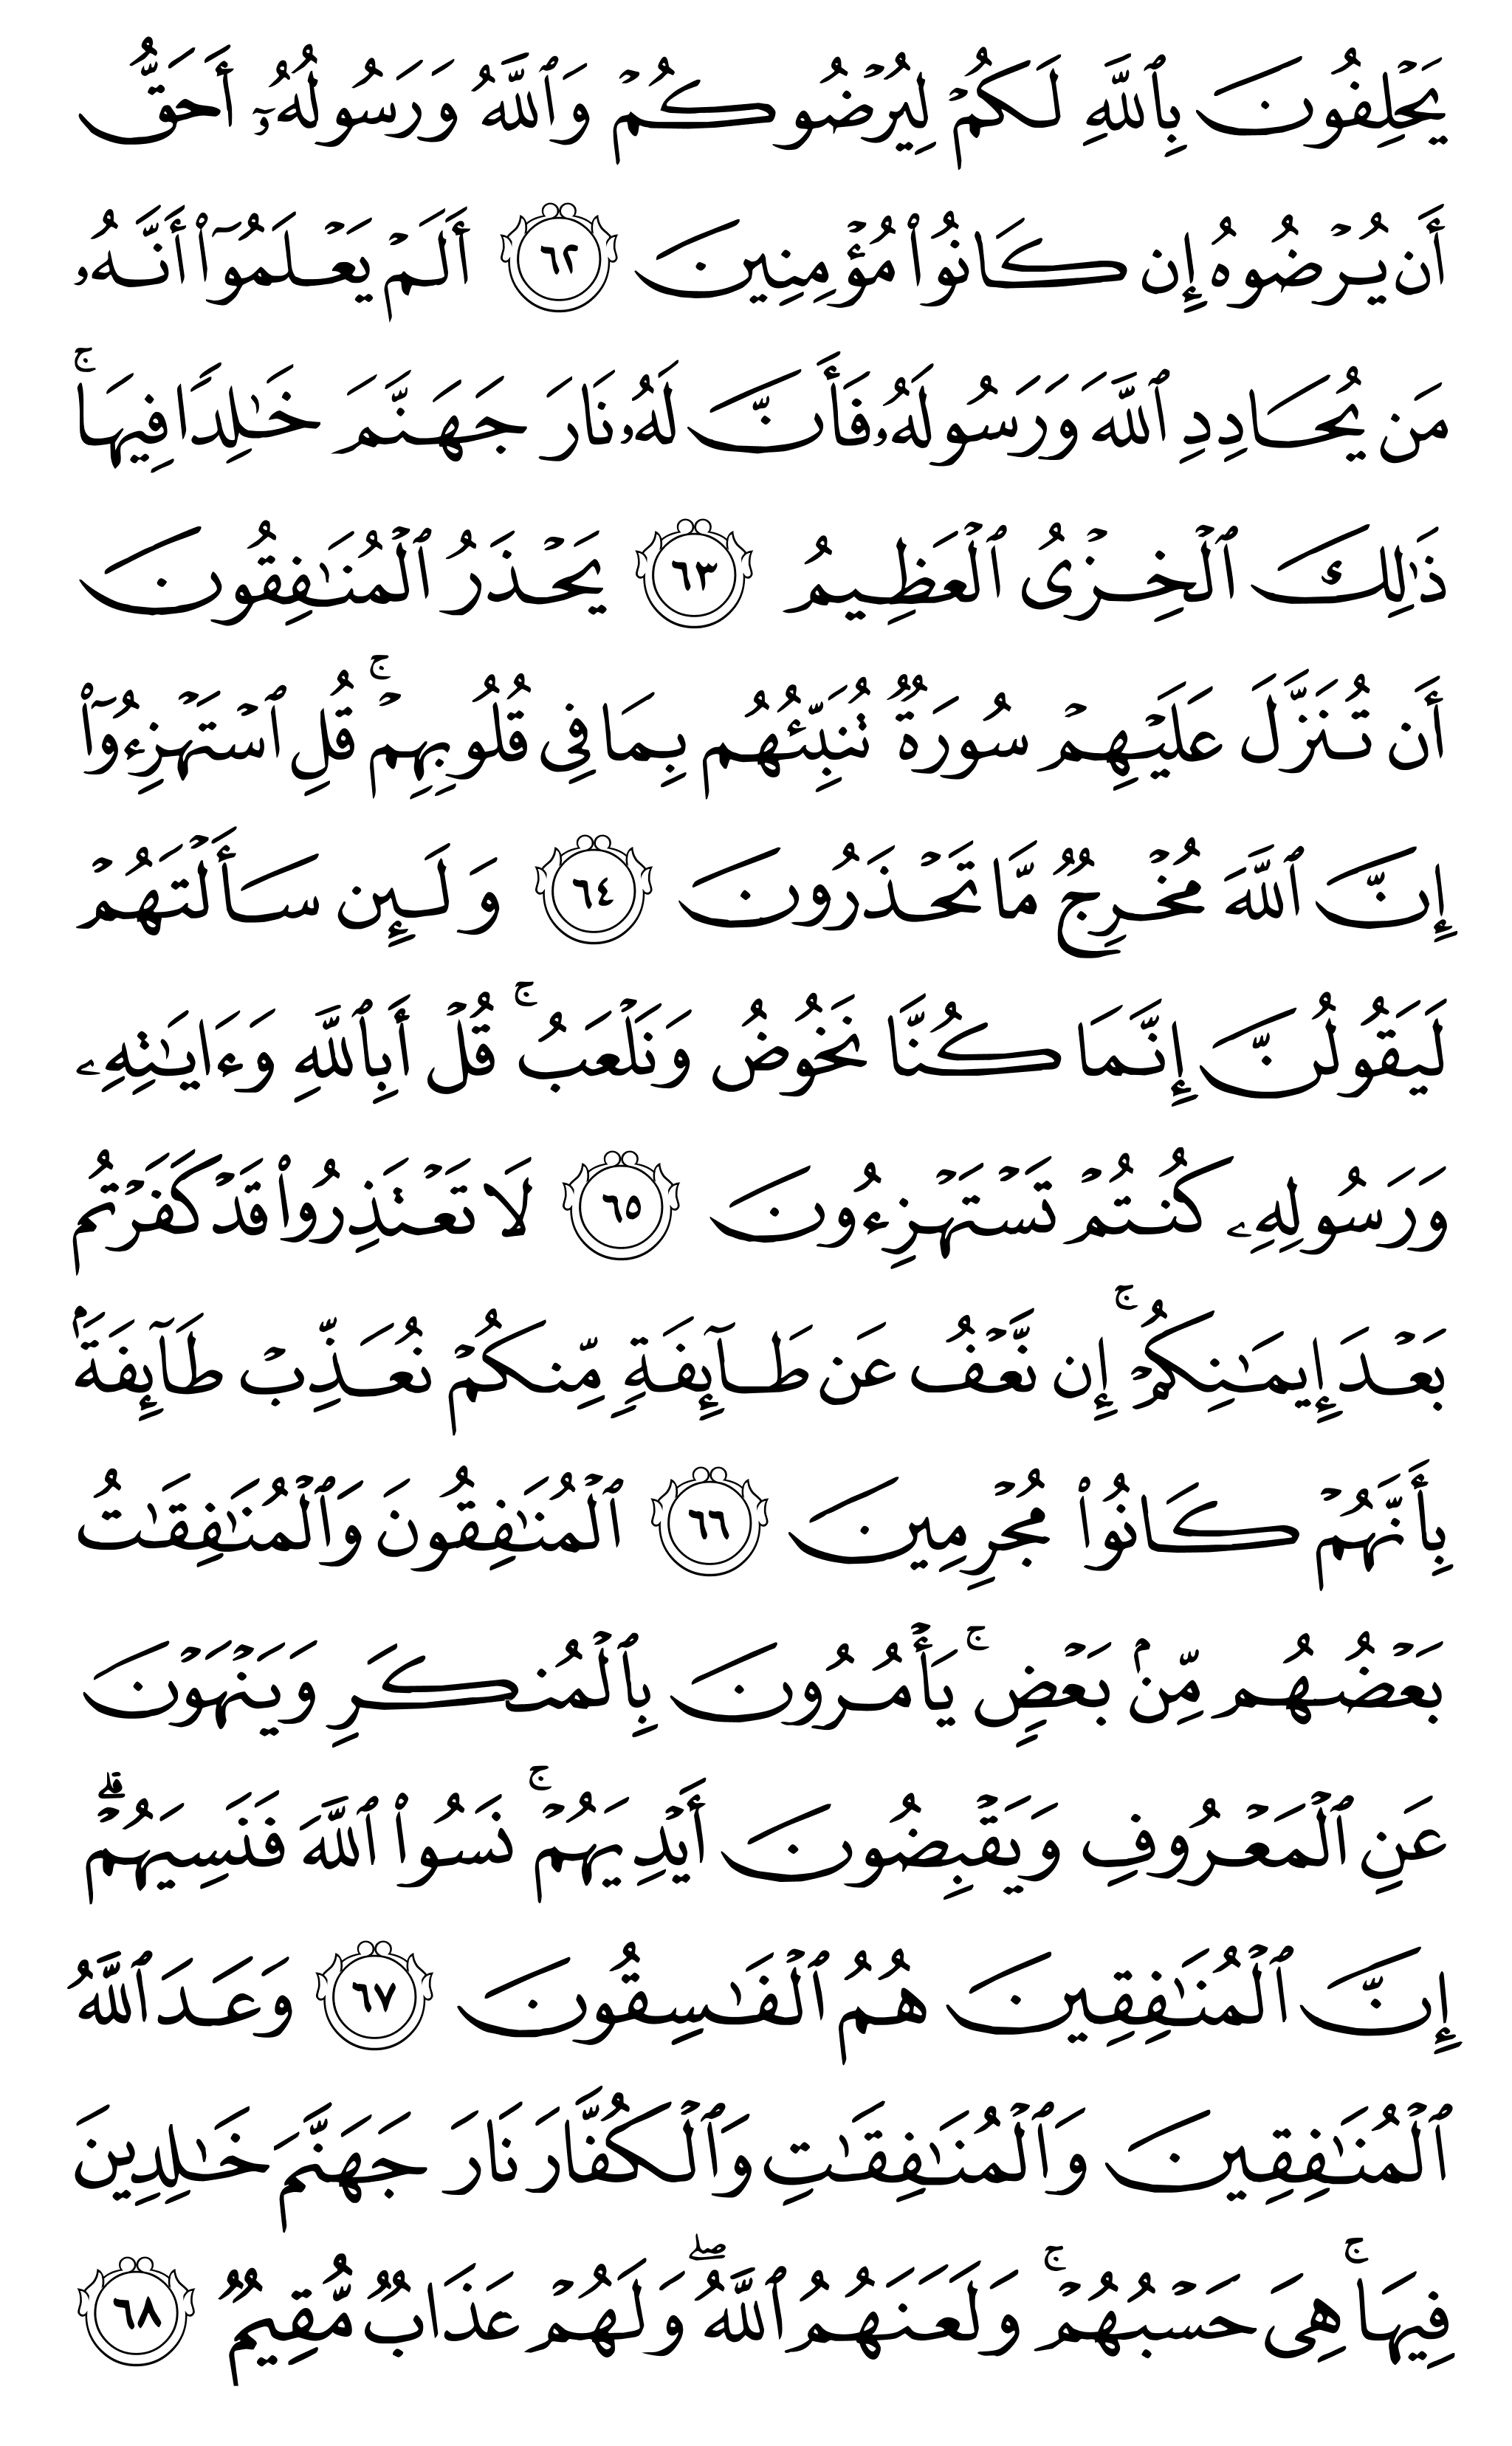 يَحْلِفُونَ بِٱللَّهِ لَكُمْ لِيُرْضُوكُمْ وَٱللَّهُ وَرَسُولُهُۥٓ أَحَقُّ
أَن يُرْضُوهُ إِن كَانُوا۟ مُؤْمِنِينَ ٦٢ أَلَمْ يَعْلَمُوٓا۟ أَنَّهُۥ
مَن يُحَادِدِ ٱللَّهَ وَرَسُولَهُۥ فَأَنَّ لَهُۥ نَارَ جَهَنَّمَ خَٰلِدًا فِيهَا ۚ
ذَٰلِكَ ٱلْخِزْىُ ٱلْعَظِيمُ ٦٣ يَحْذَرُ ٱلْمُنَٰفِقُونَ
أَن تُنَزَّلَ عَلَيْهِمْ سُورَةٌ تُنَبِّئُهُم بِمَا فِى قُلُوبِهِمْ ۚ قُلِ ٱسْتَهْزِءُوٓا۟
إِنَّ ٱللَّهَ مُخْرِجٌ مَّا تَحْذَرُونَ ٦٤ وَلَئِن سَأَلْتَهُمْ
لَيَقُولُنَّ إِنَّمَا كُنَّا نَخُوضُ وَنَلْعَبُ ۚ قُلْ أَبِٱللَّهِ وَءَايَٰتِهِۦ
وَرَسُولِهِۦ كُنتُمْ تَسْتَهْزِءُونَ ٦٥ لَا تَعْتَذِرُوا۟ قَدْ كَفَرْتُم
بَعْدَ إِيمَٰنِكُمْ ۚ إِن نَّعْفُ عَن طَآئِفَةٍ مِّنكُمْ نُعَذِّبْ طَآئِفَةًۢ
بِأَنَّهُمْ كَانُوا۟ مُجْرِمِينَ ٦٦ ٱلْمُنَٰفِقُونَ وَٱلْمُنَٰفِقَٰتُ
بَعْضُهُم مِّنۢ بَعْضٍ ۚ يَأْمُرُونَ بِٱلْمُنكَرِ وَيَنْهَوْنَ
عَنِ ٱلْمَعْرُوفِ وَيَقْبِضُونَ أَيْدِيَهُمْ ۚ نَسُوا۟ ٱللَّهَ فَنَسِيَهُمْ ۗ
إِنَّ ٱلْمُنَٰفِقِينَ هُمُ ٱلْفَٰسِقُونَ ٦٧ وَعَدَ ٱللَّهُ
ٱلْمُنَٰفِقِينَ وَٱلْمُنَٰفِقَٰتِ وَٱلْكُفَّارَ نَارَ جَهَنَّمَ خَٰلِدِينَ
فِيهَا ۚ هِىَ حَسْبُهُمْ ۚ وَلَعَنَهُمُ ٱللَّهُ ۖ وَلَهُمْ عَذَابٌ مُّقِيمٌ ٦٨